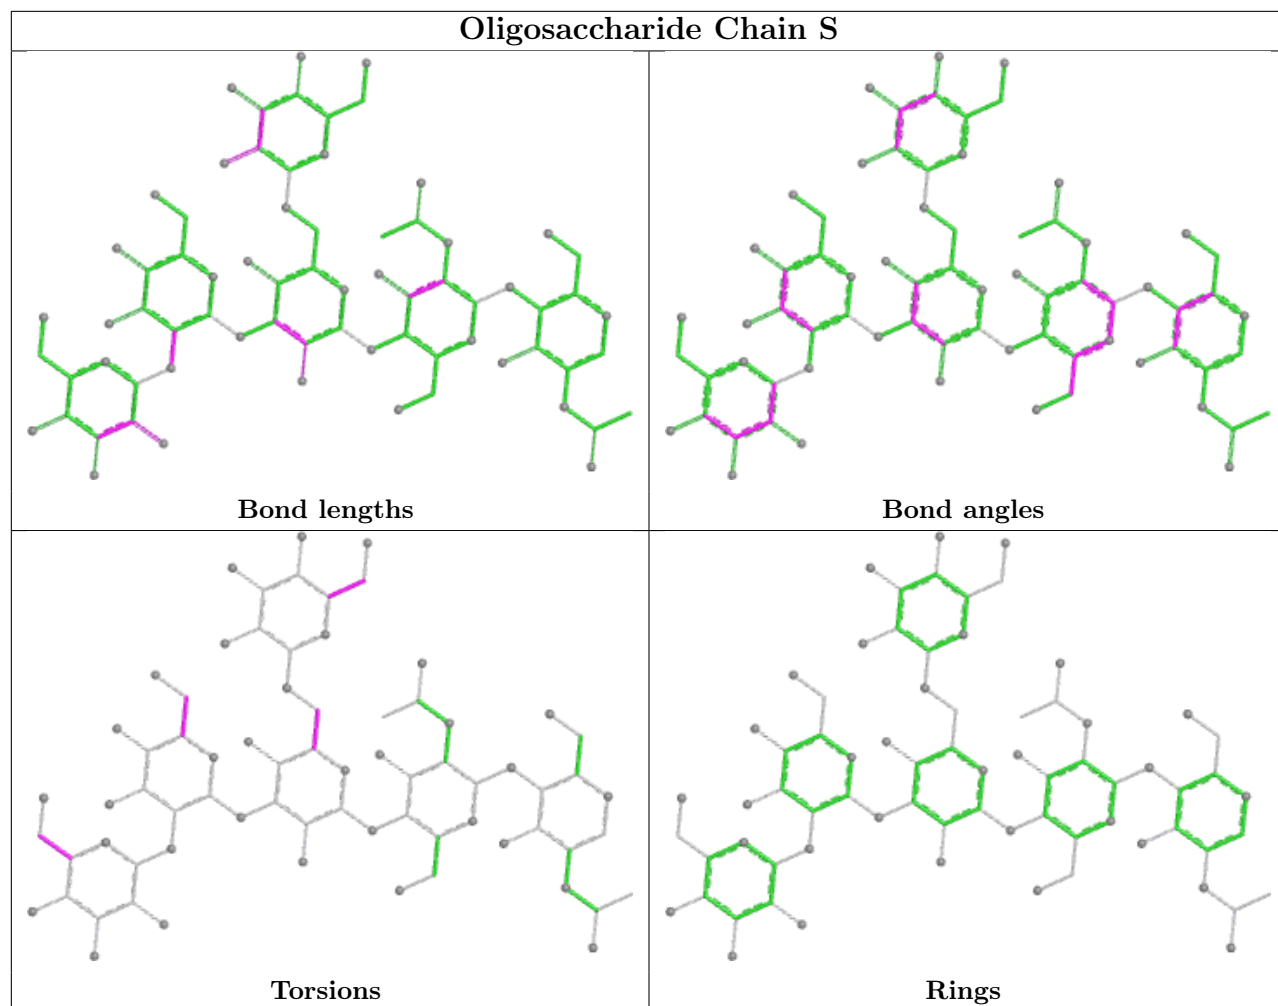 Oligosaccharide Chain S
Bond lengths
Bond angles
Torsions
Rings